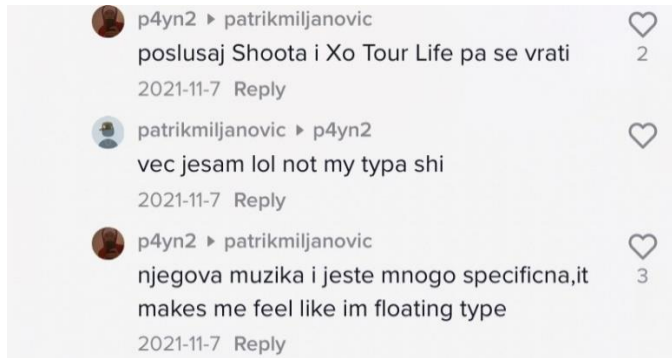 p4yn2 ▸ patrikmiljanovic
poslusaj Shoota i Xo Tour Life pa se vrati
2
2021-11-7 Reply
patrikmiljanovic ▸ p4yn2
vec jesam lol not my typa shi
2021-11-7 Reply
p4yn2 ▸ patrikmiljanovic
njegova muzika i jeste mnogo specificna,it
3
makes me feel like im floating type
2021-11-7 Reply